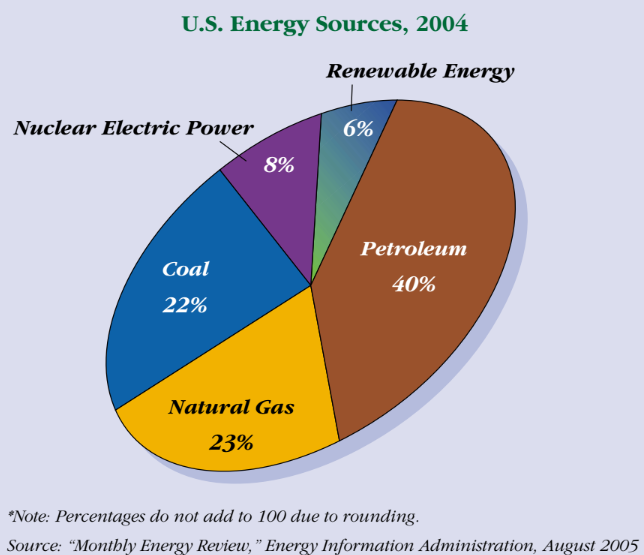 U.S. Energy Sources, 2004
Renewable Energy
6%
Nuclear Electric Power
8%
Petroleum
40%
Coal
22%
Natural Gas
23%
*Note: Percentages do not add to 100 due to rounding.
Source: “Monthly Energy Review,” Energy Information Administration, August 2005